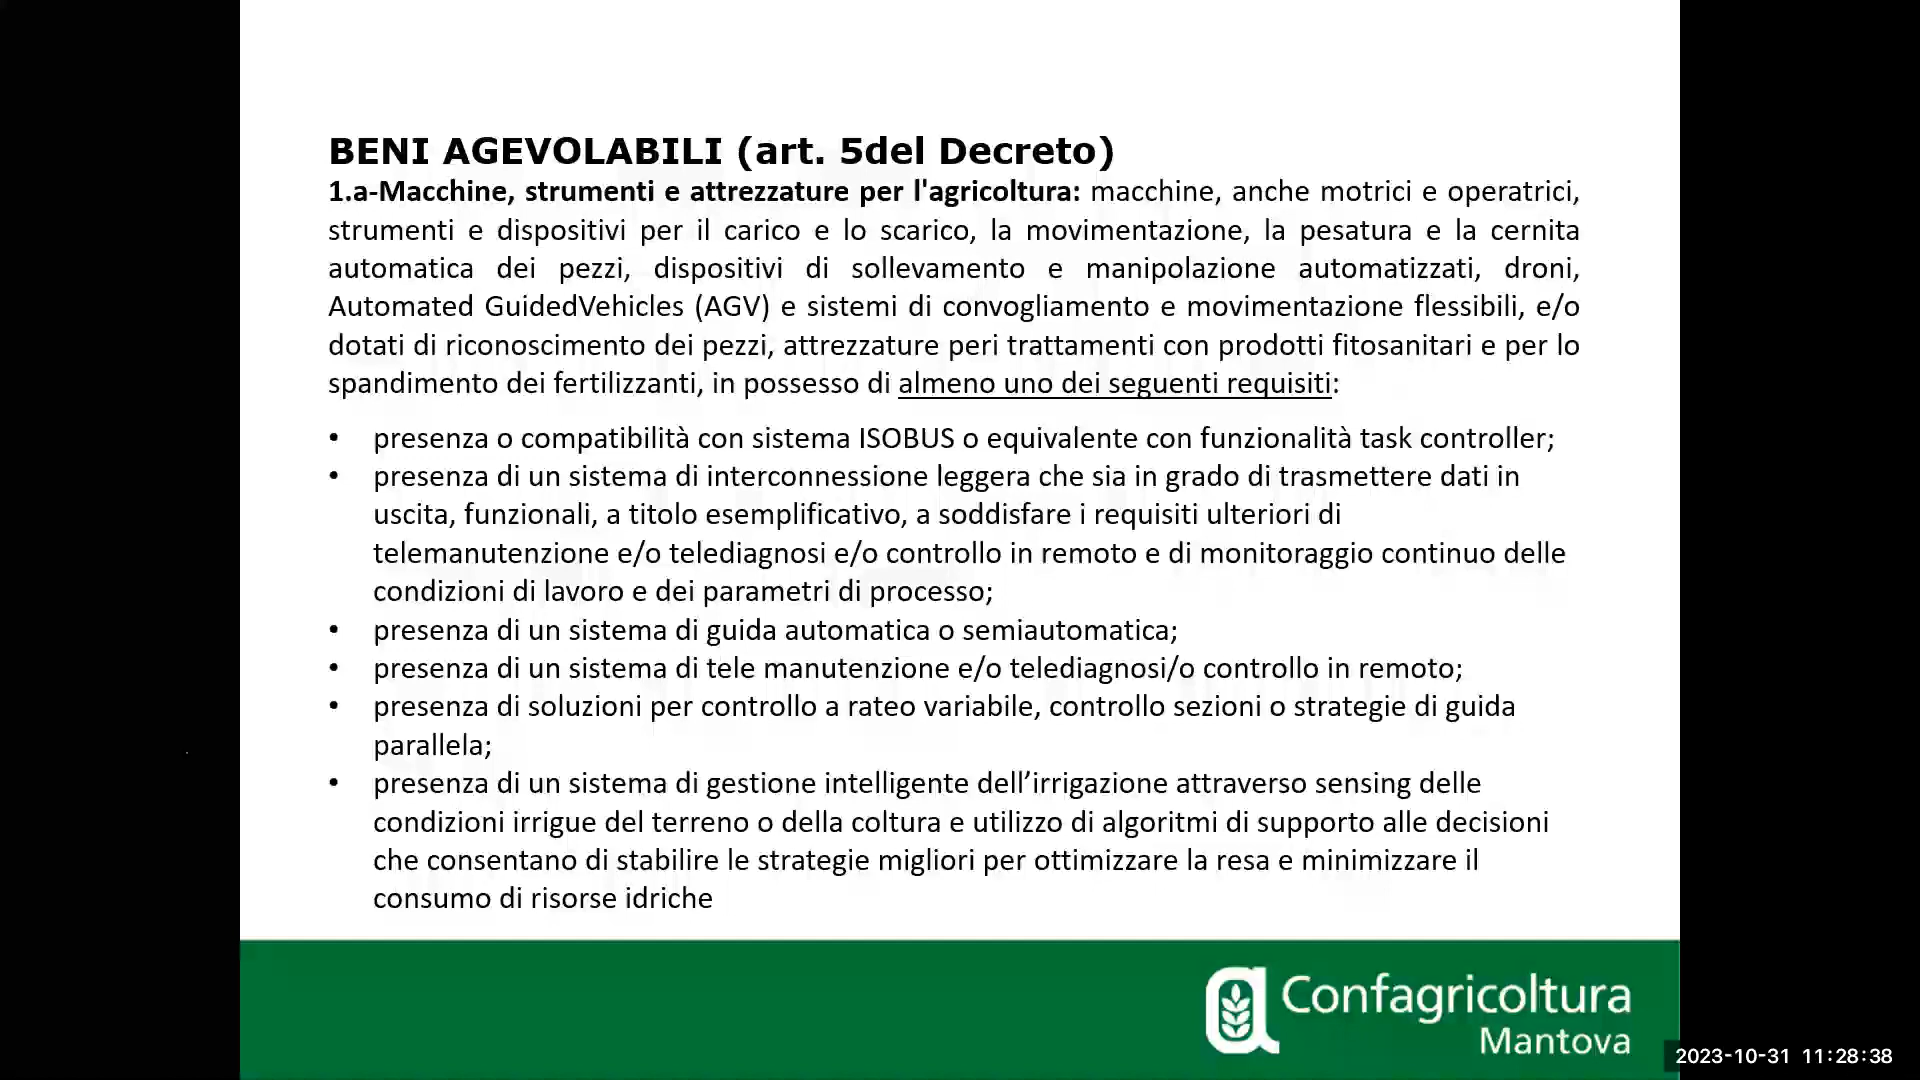 BENI AGEVOLABILI (art. 5del Decreto)
1.a-Macchine, strumenti e attrezzature per l'agricoltura: macchine, anche motrici e operatrici,
strumenti e dispositivi per il carico e lo scarico, la movimentazione, la pesatura e la cernita
automatica dei pezzi, dispositivi di sollevamento e manipolazione automatizzati, droni,
Automated GuidedVehicles (AGV) e sistemi di convogliamento e movimentazione flessibili, e/o
dotati di riconoscimento dei pezzi, attrezzature peri trattamenti con prodotti fitosanitari e per lo
spandimento dei fertilizzanti, in possesso di almeno uno dei seguenti requisiti:
• presenza o compatibilità con sistema ISOBUS o equivalente con funzionalità task controller;
• presenza di un sistema di interconnessione leggera che sia in grado di trasmettere dati in
uscita, funzionali, a titolo esemplificativo, a soddisfare i requisiti ulteriori di
telemanutenzione e/o telediagnosi e/o controllo in remoto e di monitoraggio continuo delle
condizioni di lavoro e dei parametri di processo;
• presenza di un sistema di guida automatica o semiautomatica;
• presenza di un sistema di tele manutenzione e/o telediagnosi/o controllo in remoto;
• presenza di soluzioni per controllo a rateo variabile, controllo sezioni o strategie di guida
parallela;
• presenza di un sistema di gestione intelligente dell’irrigazione attraverso sensing delle
condizioni irrigue del terreno o della coltura e utilizzo di algoritmi di supporto alle decisioni
che consentano di stabilire le strategie migliori per ottimizzare la resa e minimizzare il
consumo di risorse idriche
Confagricoltura
Mantova
2023-10-31 11:28:38